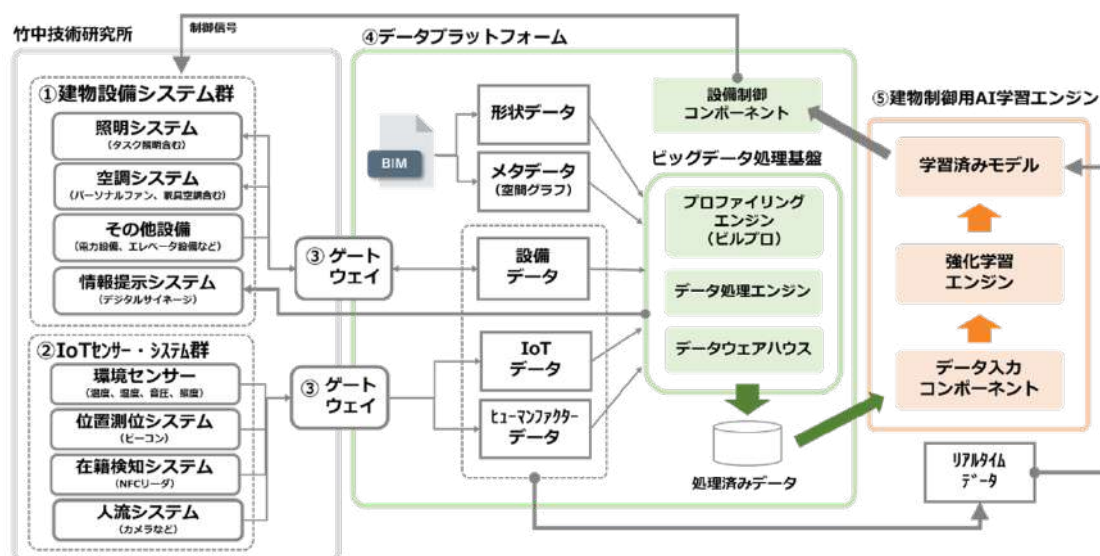 竹中技術研究所
制御信号
④データプラットフォーム
①建物設備システム群
照明システム
(タスク照明含む)
空調システム
(パーソナルファン、家具空調含む)
その他設備
(電力設備、エレベータ設備など)
情報提示システム
(デジタルサイネージ)
②IoTセンサー・システム群
環境センサー
(温度、湿度、音圧、照度)
位置測位システム
(ビーコン)
在籍検知システム
(NFCリーダ)
人流システム
(カメラなど)
③ゲート
ウェイ
③ゲート
ウェイ
BIM
形状データ
メタデータ
(空間グラフ)
設備
データ
IoT
データ
ヒューマンファクター
データ
設備制御
コンポーネント
ビッグデータ処理基盤
プロファイリング
エンジン
(ビルプロ)
データ処理エンジン
データウェアハウス
処理済みデータ
⑤建物制御用AI学習エンジン
学習済みモデル
強化学習
エンジン
データ入力
コンポーネント
リアルタイム
データ